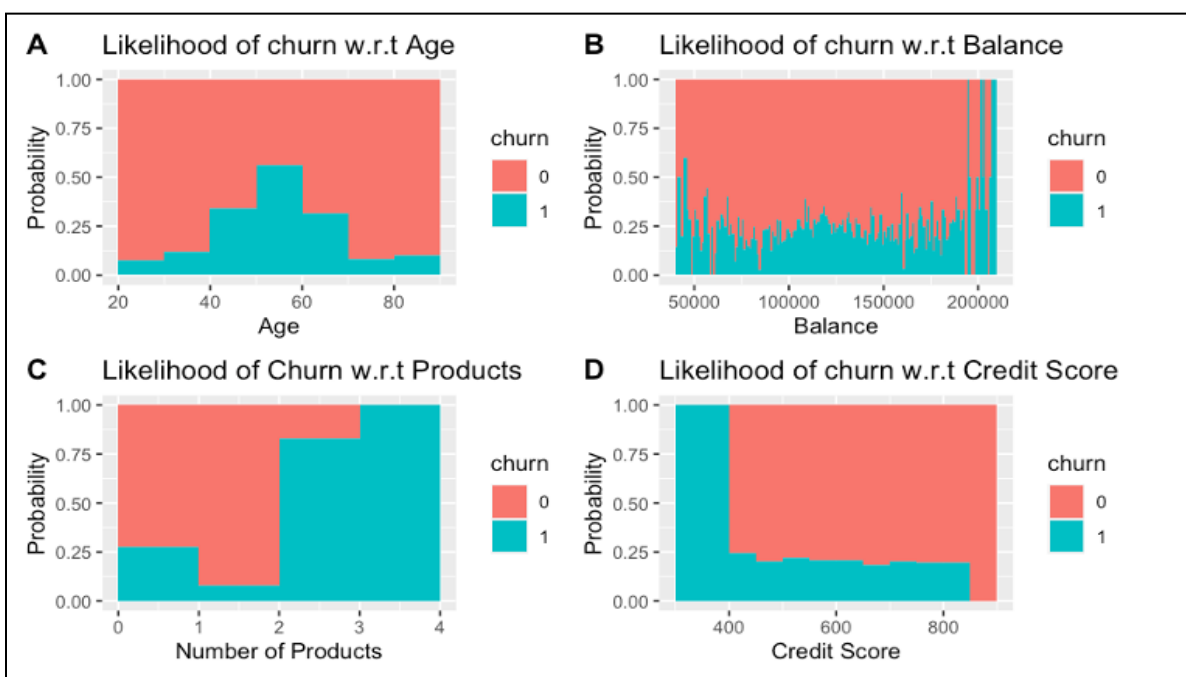 A Likelihood of churn w.r.t Age
1.00
0.75
0.50
0.25
0.00
Probability
20 40 60 80
Age
churn
0
1
B Likelihood of churn w.r.t Balance
1.00
0.75
0.50
0.25
0.00
Probability
50000 100000 150000 200000
Balance
churn
0
1
C Likelihood of Churn w.r.t Products
1.00
0.75
0.50
0.25
0.00
Probability
0 1 2 3 4
Number of Products
churn
0
1
D Likelihood of churn w.r.t Credit Score
1.00
0.75
0.50
0.25
0.00
Probability
400 600 800
Credit Score
churn
0
1